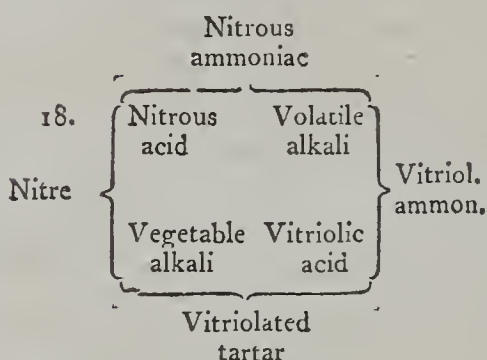 Nitrous
ammoniac
18.
Nitrous Volatile
acid alkali
Nitre
Vitriol.
ammon.
Vegetable Vitriolic
alkali acid
Vitriolated
tartar